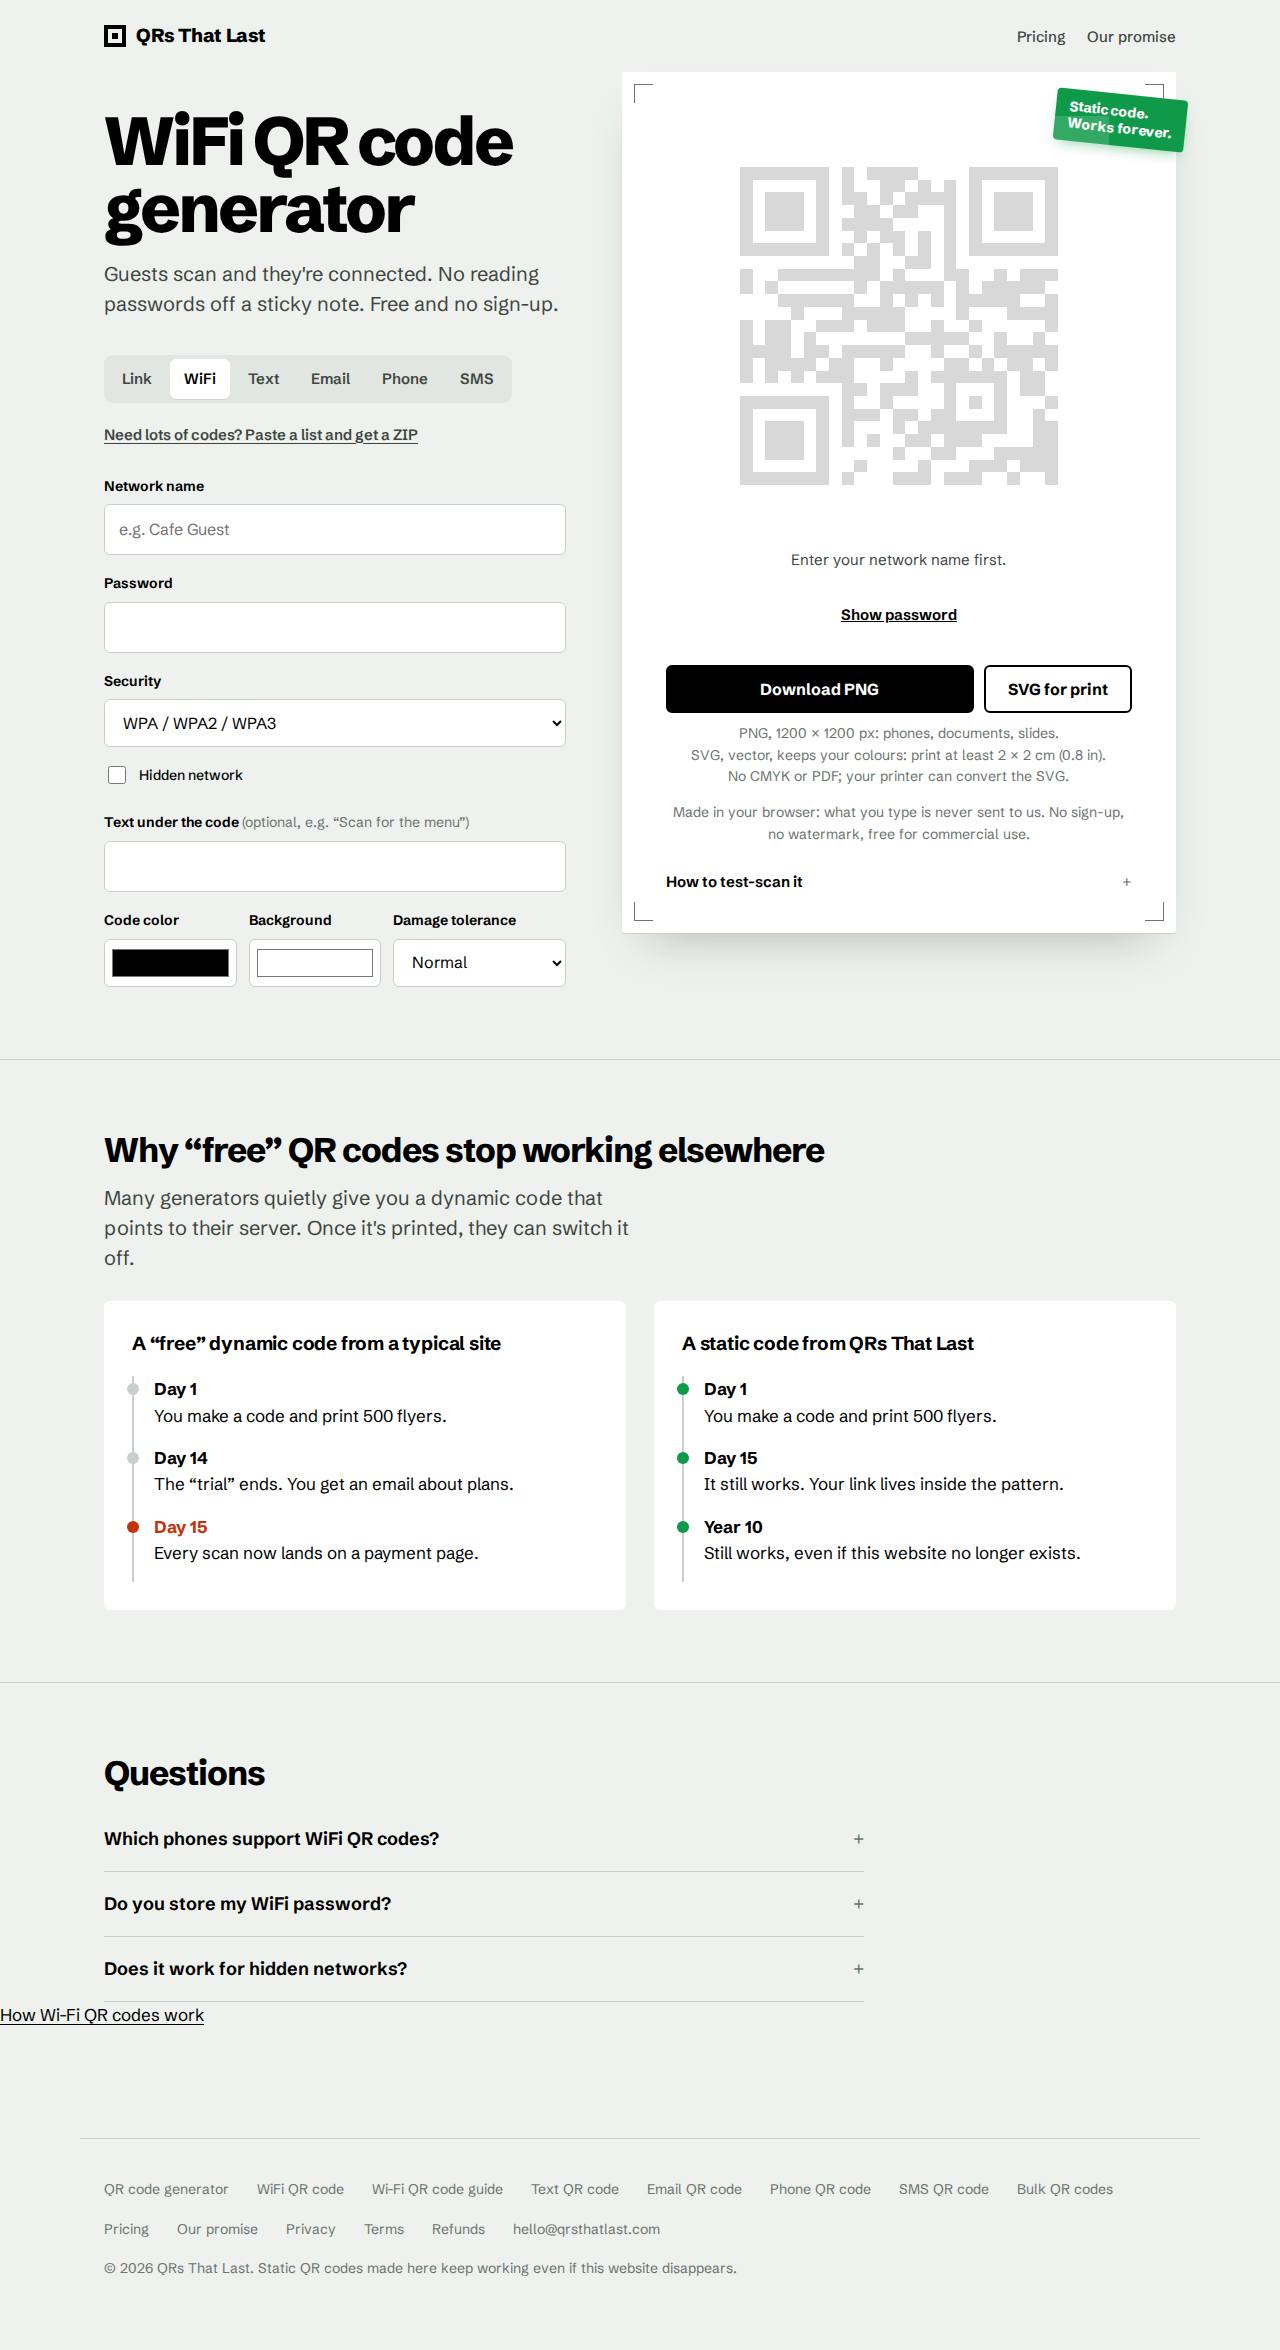 QRs That Last
Pricing
Our promise
WiFi QR code
generator
Guests scan and they're connected. No reading
passwords off a sticky note. Free and no sign-up.
Link
WiFi
Text
Email
Phone
SMS
Need lots of codes? Paste a list and get a ZIP
Network name
e.g. Cafe Guest
Password
Security
WPA / WPA2 / WPA3
Hidden network
Text under the code (optional, e.g. “Scan for the menu”)
Code color
Background
Damage tolerance
Normal
Static code.
Works forever.
Enter your network name first.
Show password
Download PNG
SVG for print
PNG, 1200 × 1200 px: phones, documents, slides.
SVG, vector, keeps your colours: print at least 2 × 2 cm (0.8 in).
No CMYK or PDF; your printer can convert the SVG.
Made in your browser: what you type is never sent to us. No sign-up,
no watermark, free for commercial use.
How to test-scan it
+
Why “free” QR codes stop working elsewhere
Many generators quietly give you a dynamic code that
points to their server. Once it's printed, they can switch it
off.
A “free” dynamic code from a typical site
Day 1
You make a code and print 500 flyers.
Day 14
The “trial” ends. You get an email about plans.
Day 15
Every scan now lands on a payment page.
A static code from QRs That Last
Day 1
You make a code and print 500 flyers.
Day 15
It still works. Your link lives inside the pattern.
Year 10
Still works, even if this website no longer exists.
Questions
Which phones support WiFi QR codes?
+
Do you store my WiFi password?
+
Does it work for hidden networks?
+
How Wi-Fi QR codes work
QR code generator
WiFi QR code
Wi-Fi QR code guide
Text QR code
Email QR code
Phone QR code
SMS QR code
Bulk QR codes
Pricing
Our promise
Privacy
Terms
Refunds
hello@qrsthatlast.com
© 2026 QRs That Last. Static QR codes made here keep working even if this website disappears.